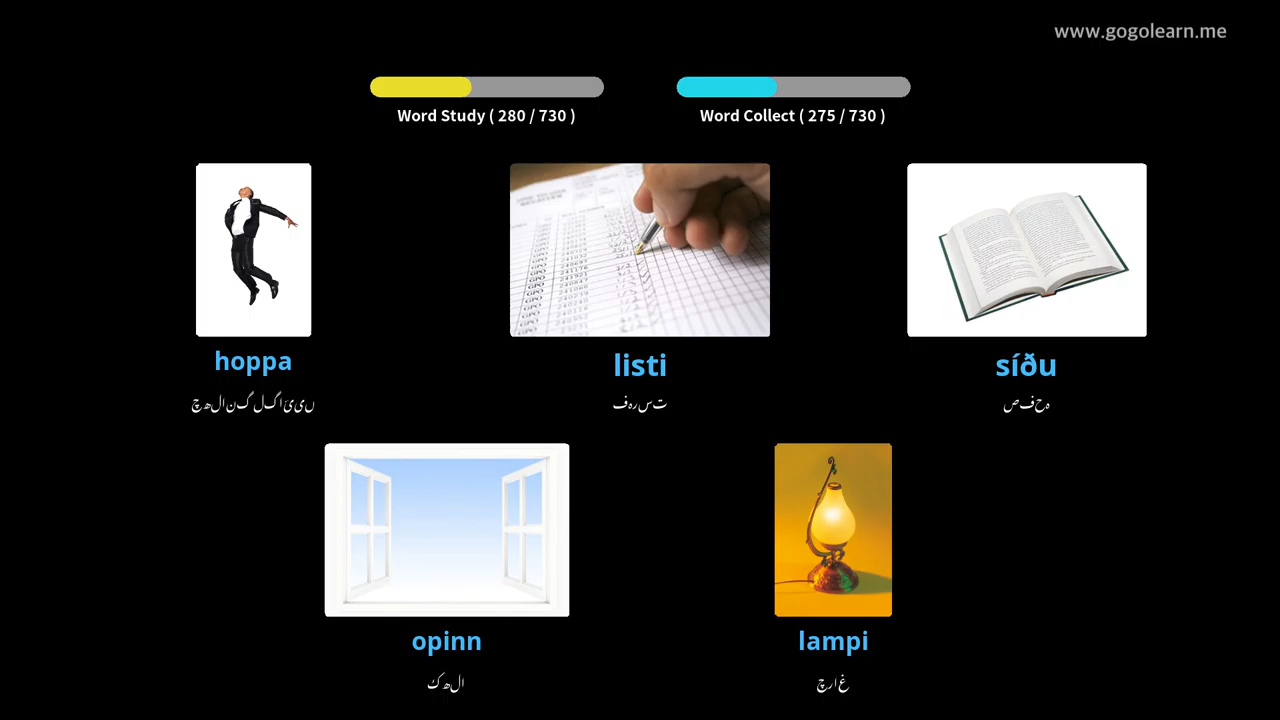 www.gogolearn.me
Word Study ( 280 / 730 )
Word Collect ( 275 / 730 )
hoppa
چھلانگ لگائیں
listi
فہرست
síðu
صفحہ
opinn
کھلا
lampi
چراغ